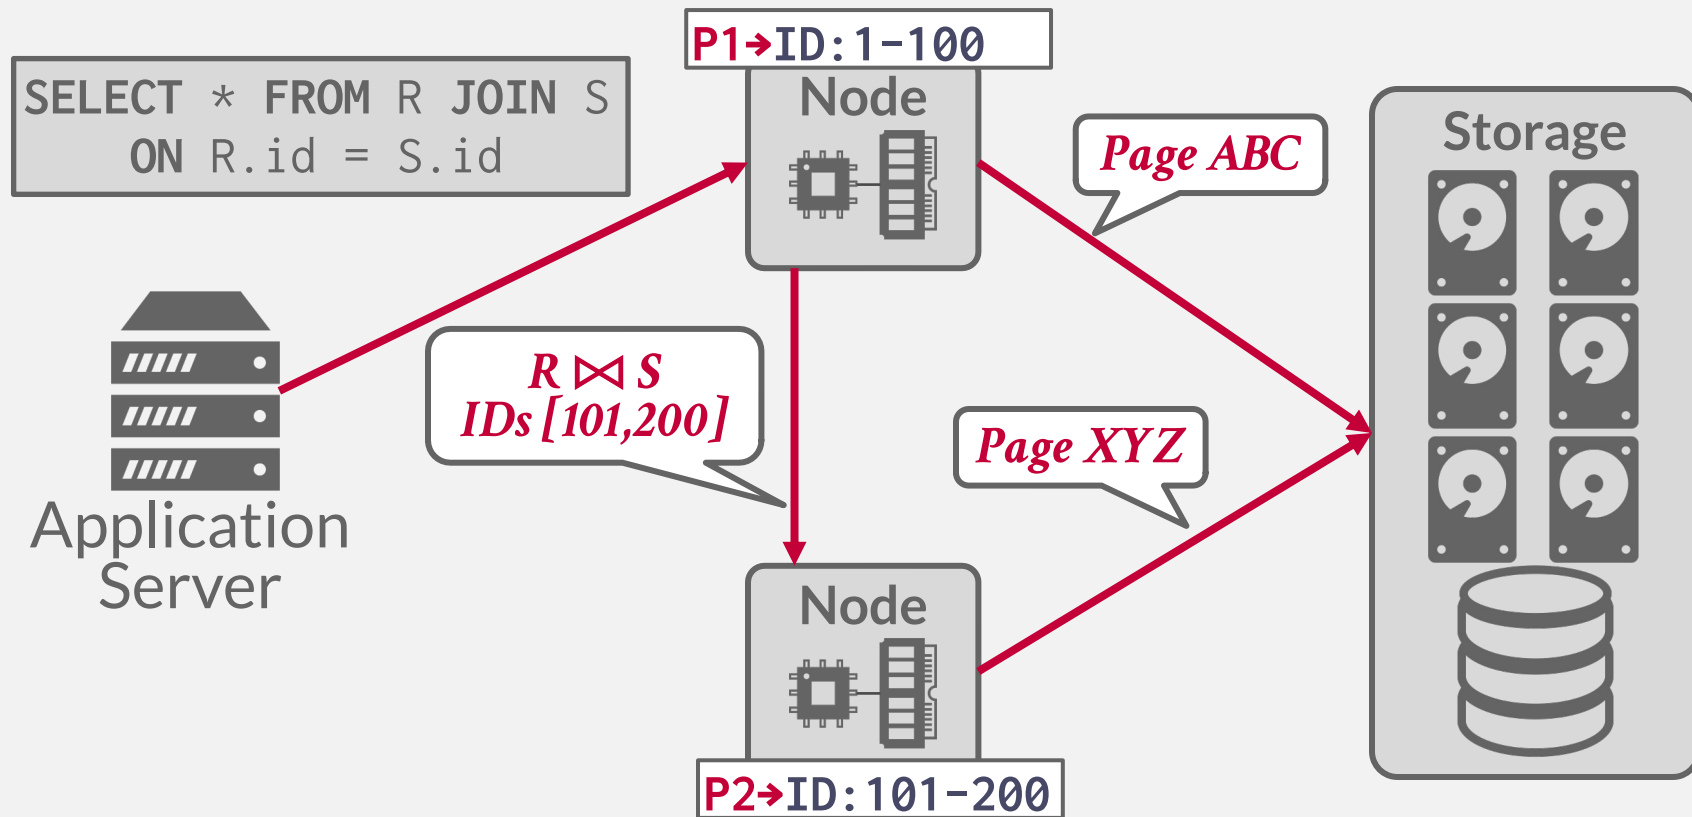 P1→ID:1-100
SELECT * FROM R JOIN S
ON R.id = S.id
Node
Page ABC
Storage
R ⋈ S
IDs [101,200]
Page XYZ
Application
Server
Node
P2→ID:101-200